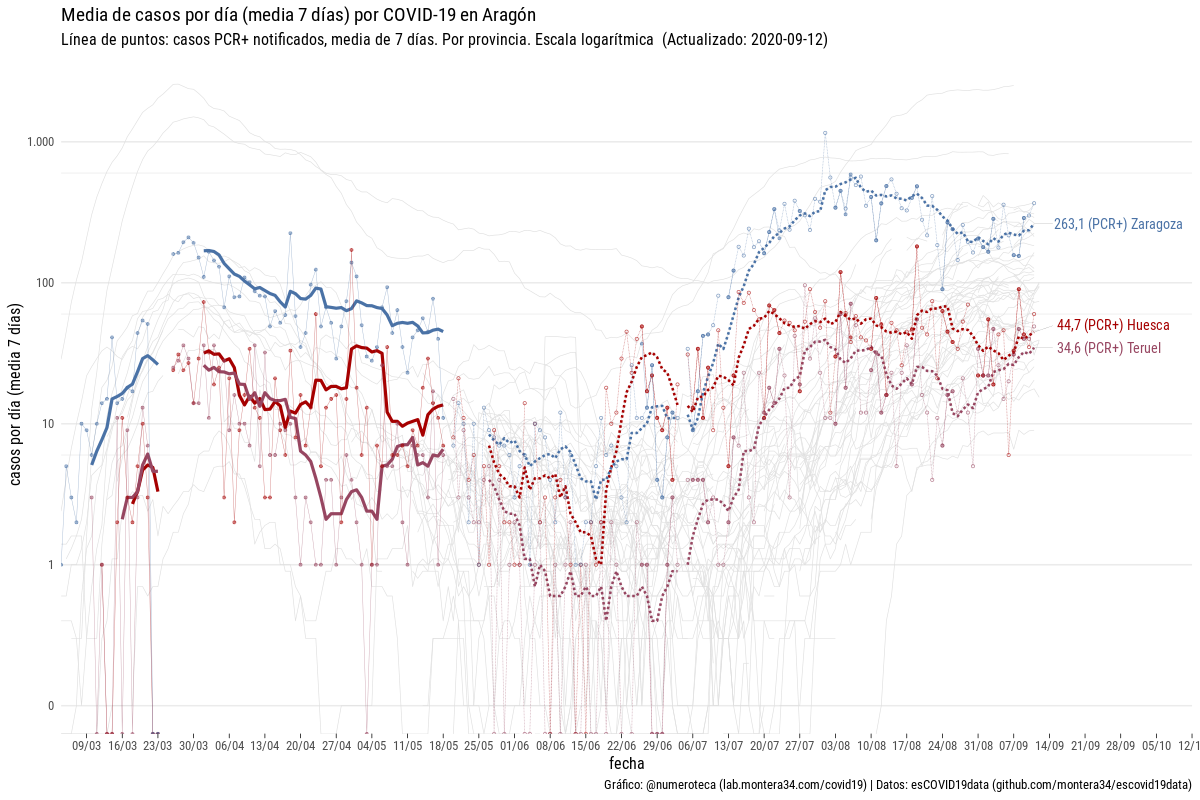 Media de casos por día (media 7 días) por COVID-19 en Aragón
Línea de puntos: casos PCR+ notificados, media de 7 días. Por provincia. Escala logarítmica  (Actualizado: 2020-09-12)
casos por día (media 7 días)
1.000
100
10
1
0
263,1 (PCR+) Zaragoza
44,7 (PCR+) Huesca
34,6 (PCR+) Teruel
09/03 16/03 23/03 30/03 06/04 13/04 20/04 27/04 04/05 11/05 18/05 25/05 01/06 08/06 15/06 22/06 29/06 06/07 13/07 20/07 27/07 03/08 10/08 17/08 24/08 31/08 07/09 14/09 21/09 28/09 05/10 12/1
fecha
Gráfico: @numeroteca (lab.montera34.com/covid19) | Datos: esCOVID19data (github.com/montera34/escovid19data)